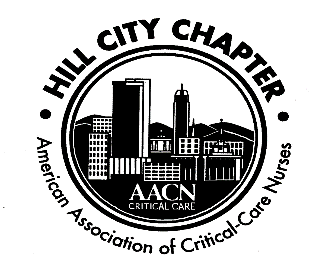 • HILL CITY CHAPTER •
AACN
CRITICAL CARE
American Association of Critical-Care Nurses